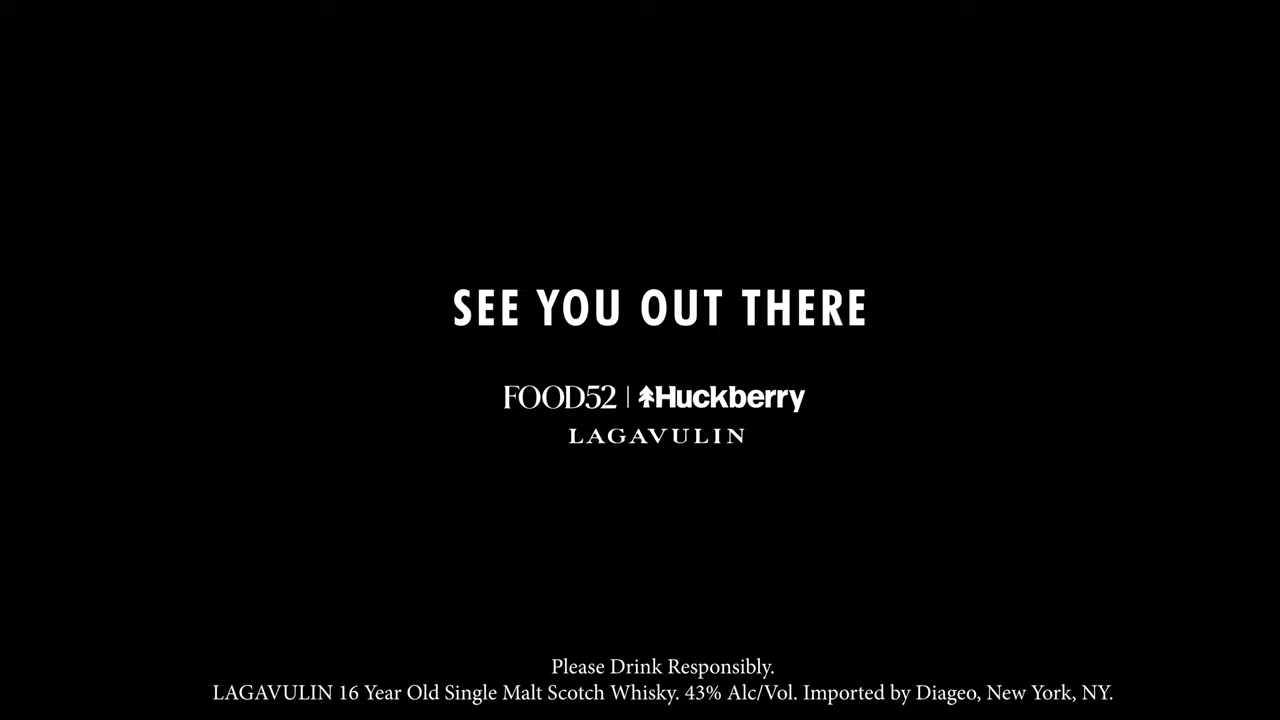 SEE YOU OUT THERE
FOOD52 | Huckberry
LAGAVULIN
Please Drink Responsibly.
LAGAVULIN 16 Year Old Single Malt Scotch Whisky. 43% Alc/Vol. Imported by Diageo, New York, NY.